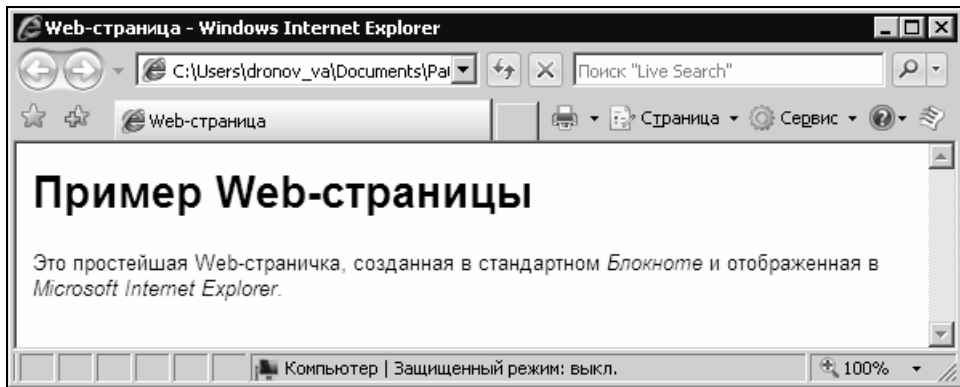 Web-страница - Windows Internet Explorer
C:\Users\dronov_va\Documents\Pai
Поиск "Live Search"
Web-страница
Страница
Сервис
Пример Web-страницы
Это простейшая Web-страничка, созданная в стандартном Блокноте и отображенная в
Microsoft Internet Explorer.
Компьютер | Защищенный режим: выкл.
100%